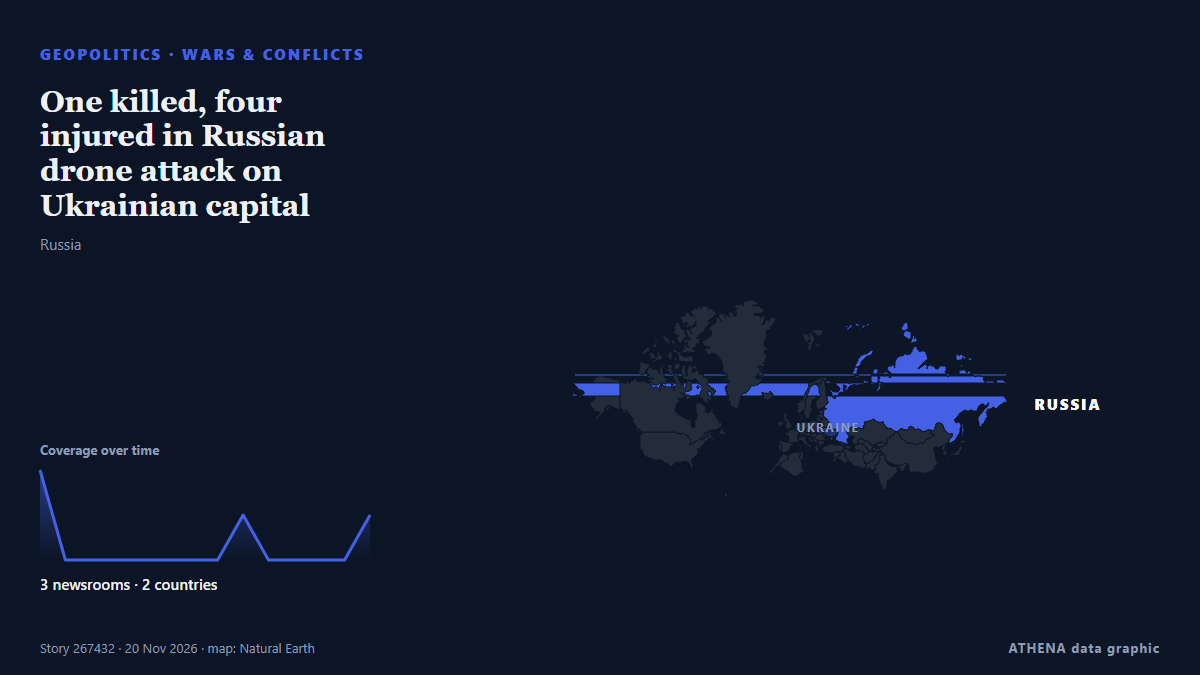 GEOPOLITICS · WARS & CONFLICTS
One killed, four
injured in Russian
drone attack on
Ukrainian capital
Russia
RUSSIA
UKRAINE
Coverage over time
3 newsrooms · 2 countries
Story 267432 · 20 Nov 2026 · map: Natural Earth
ATHENA data graphic